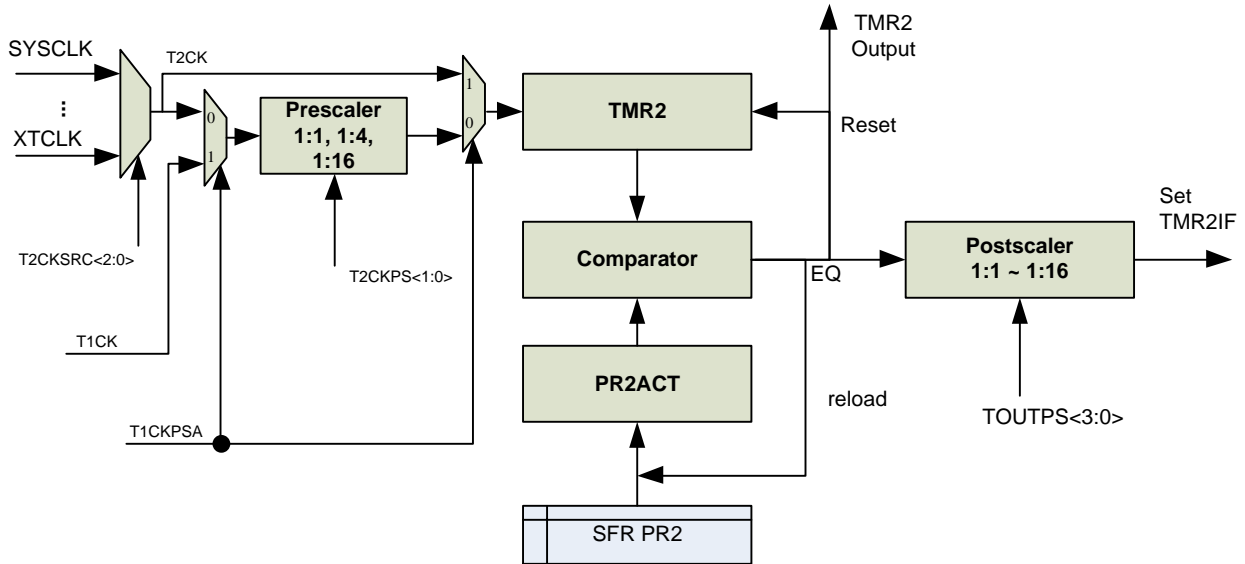 TMR2
Output
SYSCLK
T2CK
...
XTCLK
0
1
Prescaler
1:1, 1:4,
1:16
1
0
TMR2
Reset
Set
TMR2IF
T2CKSRC<2:0>
T2CKPS<1:0>
Comparator
EQ
Postscaler
1:1 ~ 1:16
T1CK
PR2ACT
reload
TOUTPS<3:0>
T1CKPSA
SFR PR2